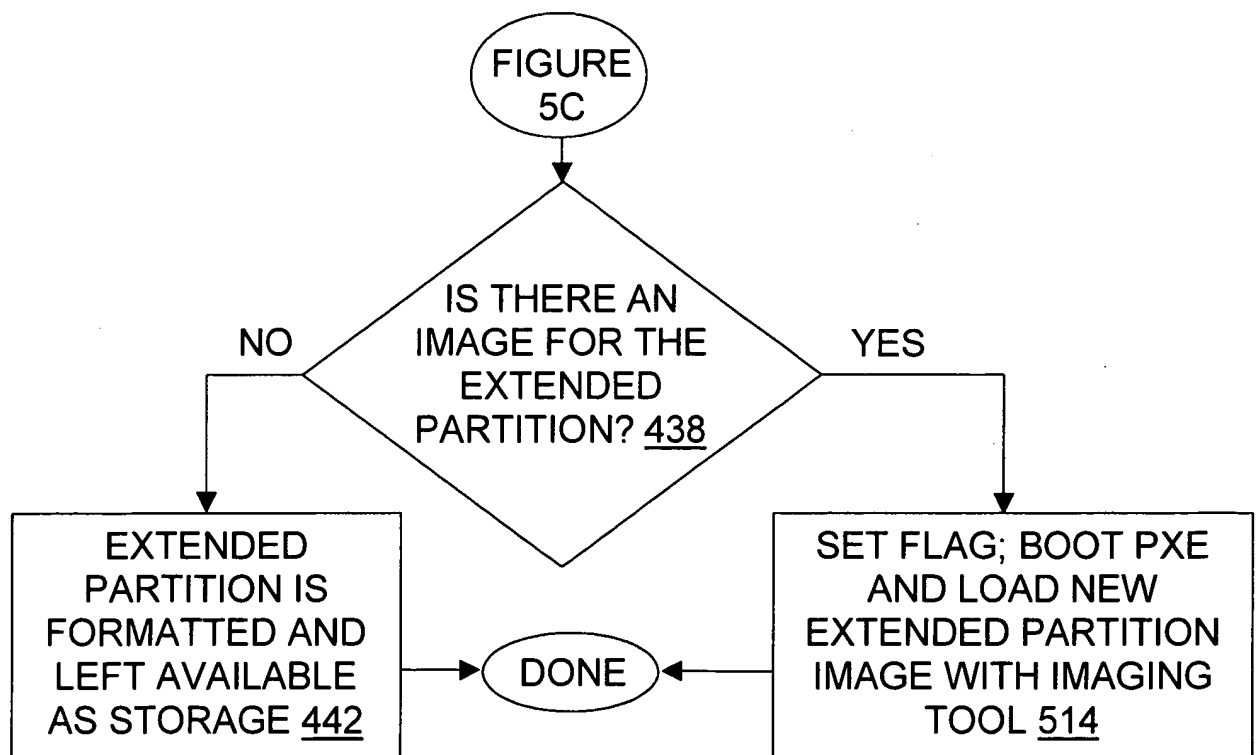 FIGURE
5C
IS THERE AN
IMAGE FOR THE
EXTENDED
PARTITION? 438
NO
YES
EXTENDED
PARTITION IS
FORMATTED AND
LEFT AVAILABLE
AS STORAGE 442
DONE
SET FLAG; BOOT PXE
AND LOAD NEW
EXTENDED PARTITION
IMAGE WITH IMAGING
TOOL 514